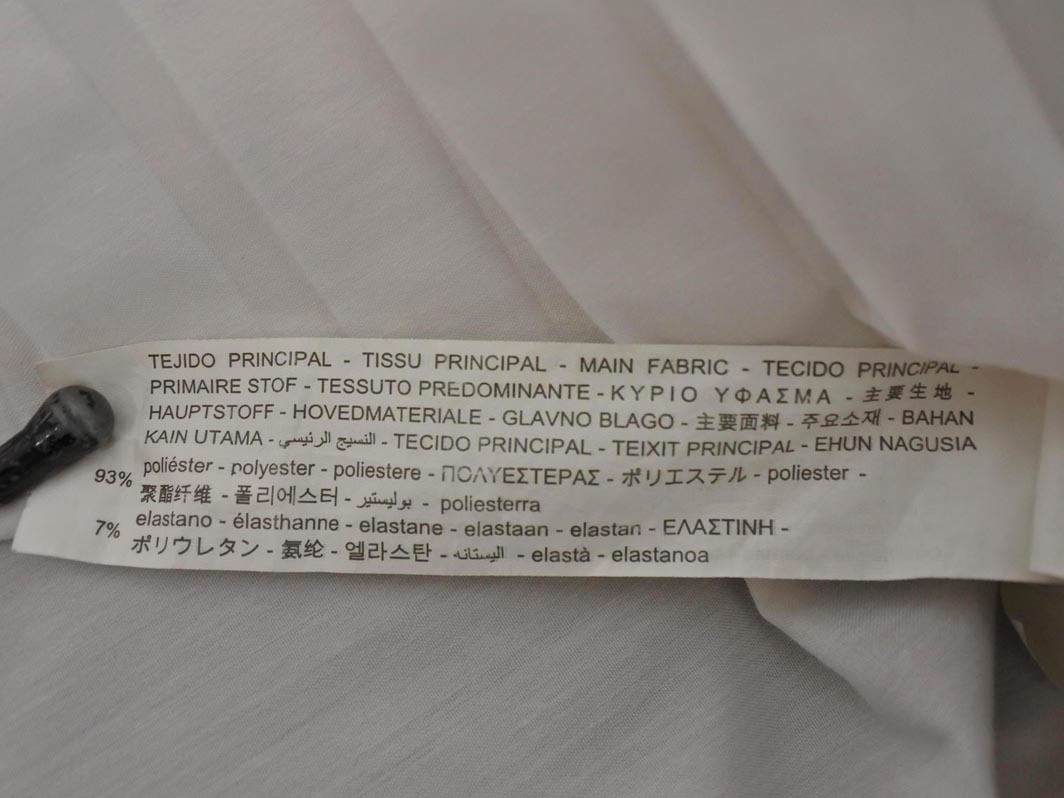 TEJIDO PRINCIPAL - TISSU PRINCIPAL - MAIN FABRIC - TECIDO PRINCIPAL -
PRIMAIRE STOF - TESSUTO PREDOMINANTE - ΚΥΡΙΟ ΥΦΑΣΜΑ - 主要生地 -
HAUPTSTOFF - HOVEDMATERIALE - GLAVNO BLAGO - 主要面料 - 주요소재 - BAHAN
KAIN UTAMA - النسيج الرئيسي - TECIDO PRINCIPAL - TEIXIT PRINCIPAL - EHUN NAGUSIA
93% poliéster - polyester - poliestere - ΠΟΛΥΕΣΤΕΡΑΣ - ポリエステル - poliester -
聚酯纤维 - 폴리에스터 - بوليستير - poliesterra
7% elastano - élasthanne - elastane - elastaan - elastan - ΕΛΑΣΤΙΝΗ -
ポリウレタン - 氨纶 - 엘라스탄 - اليستانه - elastà - elastanoa